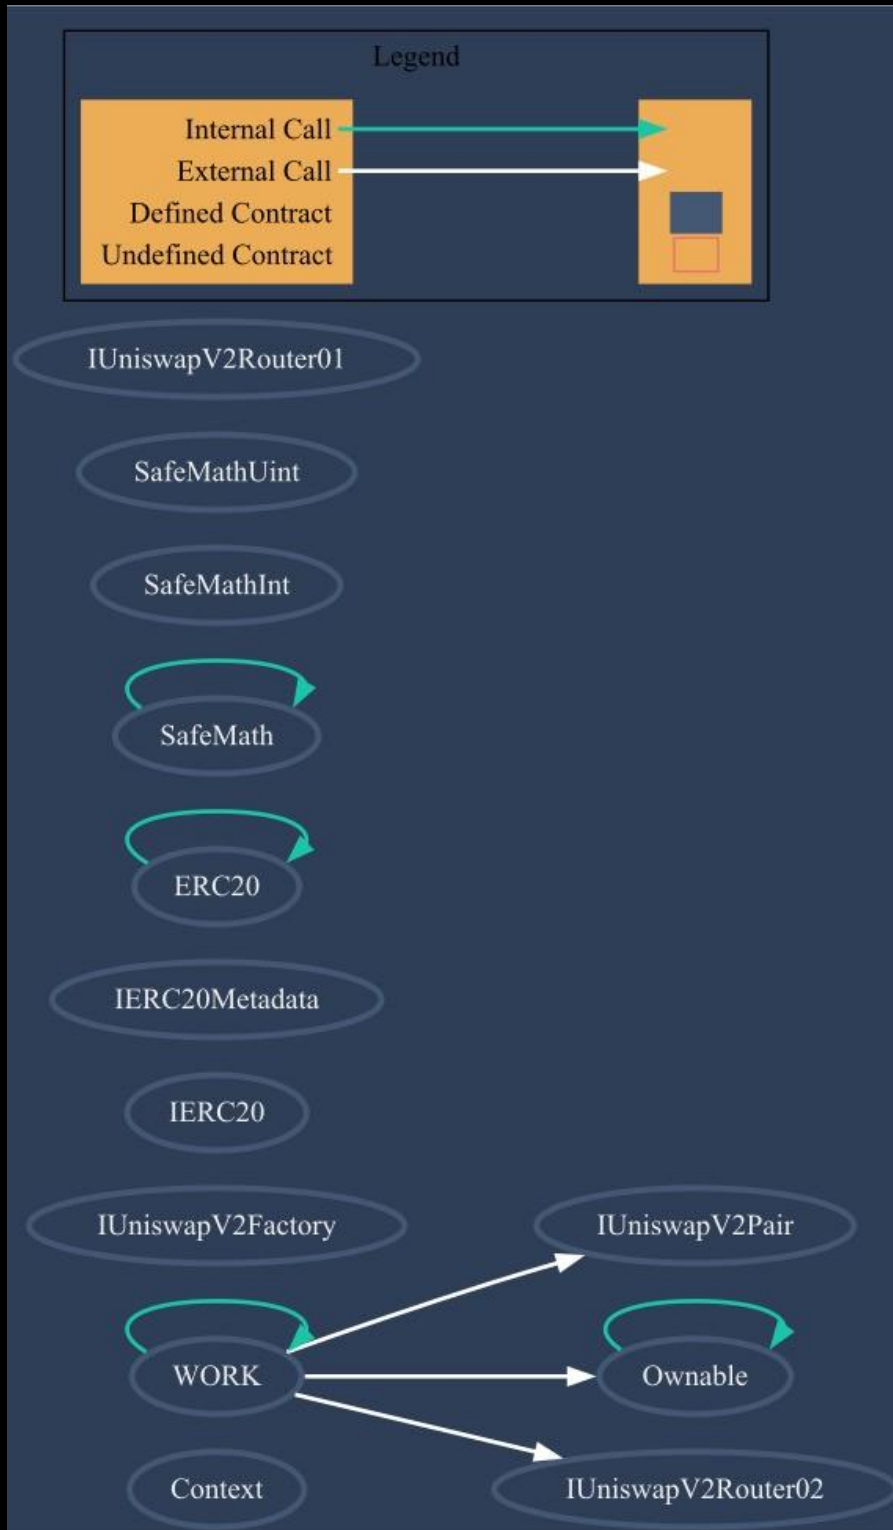 Legend
Internal Call
External Call
Defined Contract
Undefined Contract
IUniswapV2Router01
SafeMathUint
SafeMathInt
SafeMath
ERC20
IERC20Metadata
IERC20
IUniswapV2Factory
IUniswapV2Pair
WORK
Ownable
Context
IUniswapV2Router02